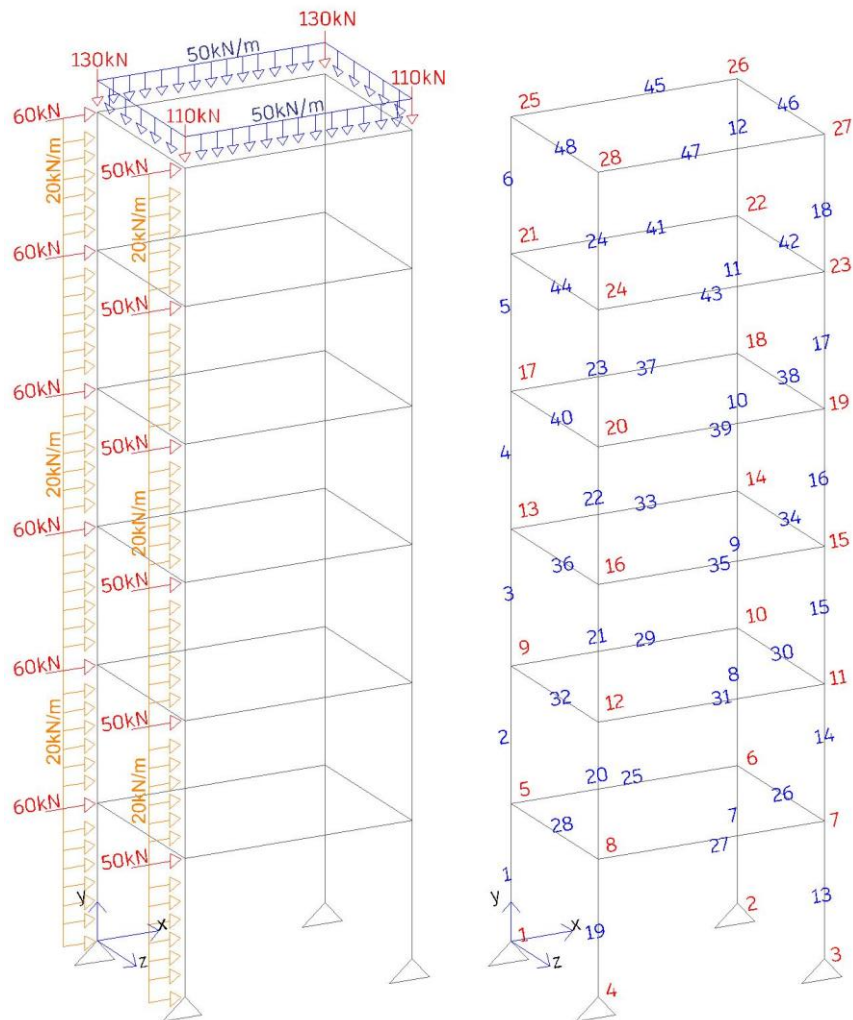 130kN
50kN/m
130kN
60kN
110kN
50kN/m
110kN
50kN
20kN/m
20kN/m
60kN
50kN
60kN
50kN
20kN/m
20kN/m
60kN
50kN
60kN
50kN
20kN/m
20kN/m
60kN
50kN
y
x
z
26
45
25
46
12
27
48
28
47
6
22
18
21
24
41
42
11
23
44
24
43
5
18
17
17
23
37
38
10
19
40
20
39
4
14
16
13
22
33
34
9
15
36
16
35
3
10
15
9
21
29
30
8
11
32
12
31
2
14
6
5
20
25
26
7
7
28
8
27
1
13
y
2
x
1
19
z
3
4